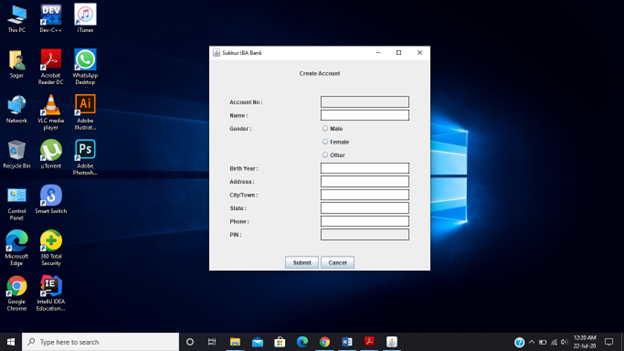 This PC
Dev-C++
iTunes
Sagar
Acrobat
Reader DC
WhatsApp
Desktop
Network
VLC media
player
Adobe
Illustrat...
Recycle Bin
µTorrent
Adobe
Photosh...
Control
Panel
Smart Switch
Microsoft
Edge
360 Total
Security
Google
Chrome
IntelliJ IDEA
Education...
Sukkur IBA Bank
Create Account
Account No :
Name :
Gender :
Male
Female
Other
Birth Year :
Address :
City/Town :
State :
Phone :
PIN :
Submit
Cancel
Type here to search
12:20 AM
22-Jul-20